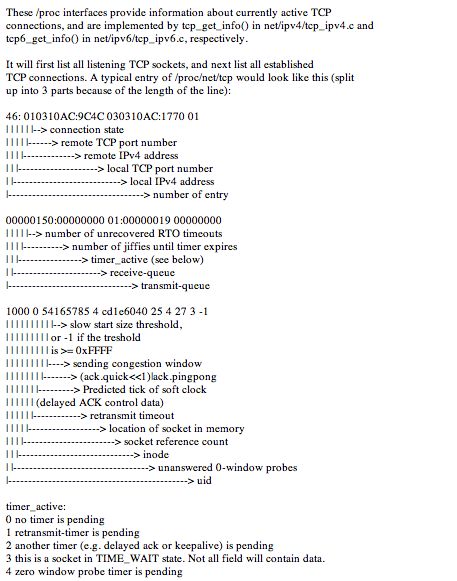 These /proc interfaces provide information about currently active TCP
connections, and are implemented by tcp_get_info() in net/ipv4/tcp_ipv4.c and
tcp6_get_info() in net/ipv6/tcp_ipv6.c, respectively.
It will first list all listening TCP sockets, and next list all established
TCP connections. A typical entry of /proc/net/tcp would look like this (split
up into 3 parts because of the length of the line):
46: 010310AC:9C4C 030310AC:1770 01
| | | | | |--> connection state
| | | | |------> remote TCP port number
| | | |-------------> remote IPv4 address
| | |--------------------> local TCP port number
| |---------------------------> local IPv4 address
|----------------------------------> number of entry
00000150:00000000 01:00000019 00000000
| | | | |--> number of unrecovered RTO timeouts
| | | |----------> number of jiffies until timer expires
| | |----------------> timer_active (see below)
| |----------------------> receive-queue
|-------------------------------> transmit-queue
1000 0 54165785 4 cd1e6040 25 4 27 3 -1
| | | | | | | | | |--> slow start size threshold,
| | | | | | | | | | or -1 if the treshold
| | | | | | | | | | is >= 0xFFFF
| | | | | | | | |----> sending congestion window
| | | | | | | |-------> (ack.quick<<1)|ack.pingpong
| | | | | | |---------> Predicted tick of soft clock
| | | | | | (delayed ACK control data)
| | | | | |------------> retransmit timeout
| | | | |------------------> location of socket in memory
| | | |-----------------------> socket reference count
| | |-----------------------------> inode
| |----------------------------------> unanswered 0-window probes
|---------------------------------------------> uid
timer_active:
0 no timer is pending
1 retransmit-timer is pending
2 another timer (e.g. delayed ack or keepalive) is pending
3 this is a socket in TIME_WAIT state. Not all field will contain data.
4 zero window probe timer is pending